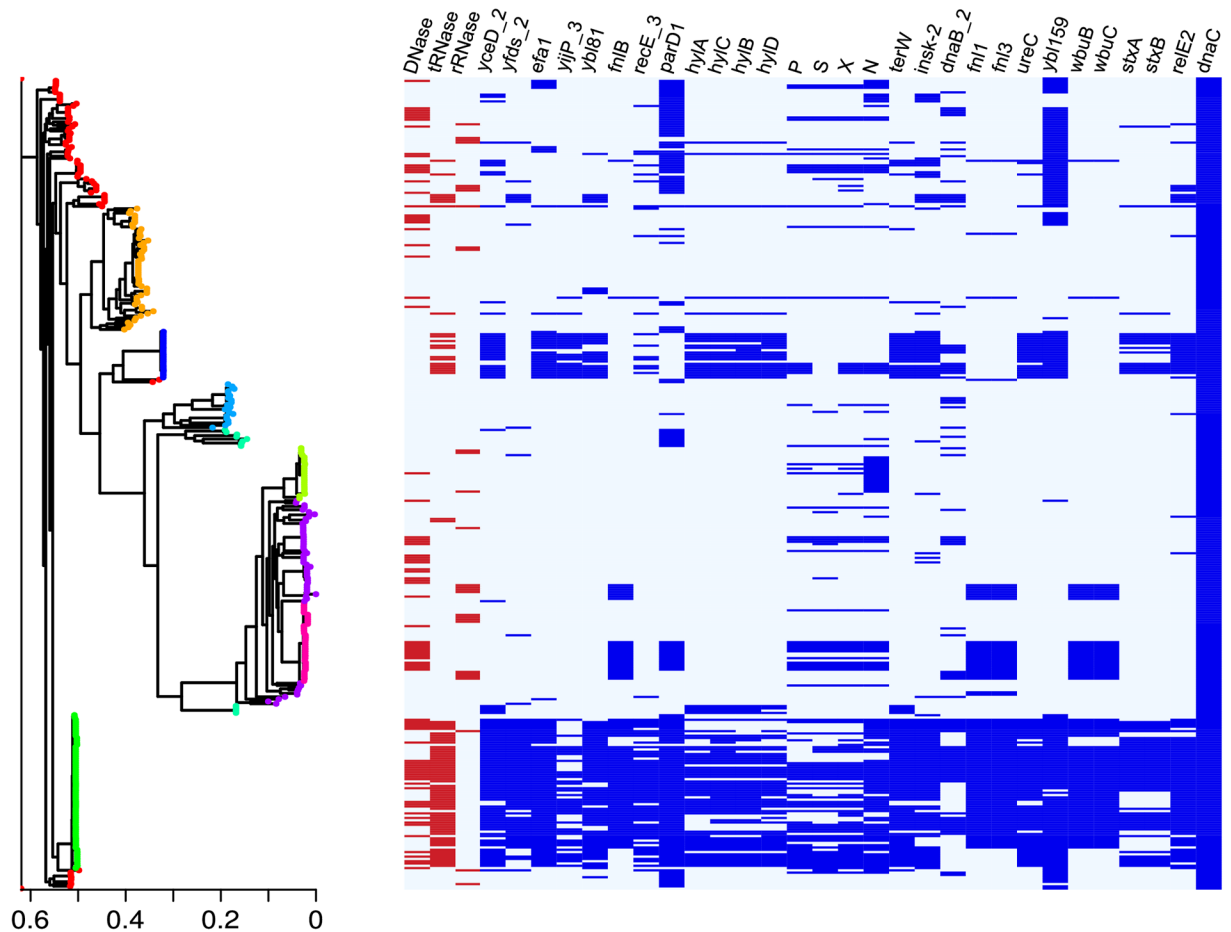 DNase
tRNase
rRNase
yceD_2
yfds_2
efa1
yijP_3
ybl81
fnlB
recE_3
parD1
hylA
hylC
hylB
hylD
P
S
X
N
terW
insk-2
dnaB_2
fnl1
fnl3
ureC
ybl159
wbuB
wbuC
stxA
stxB
relE2
dnaC
0.6 0.4 0.2 0